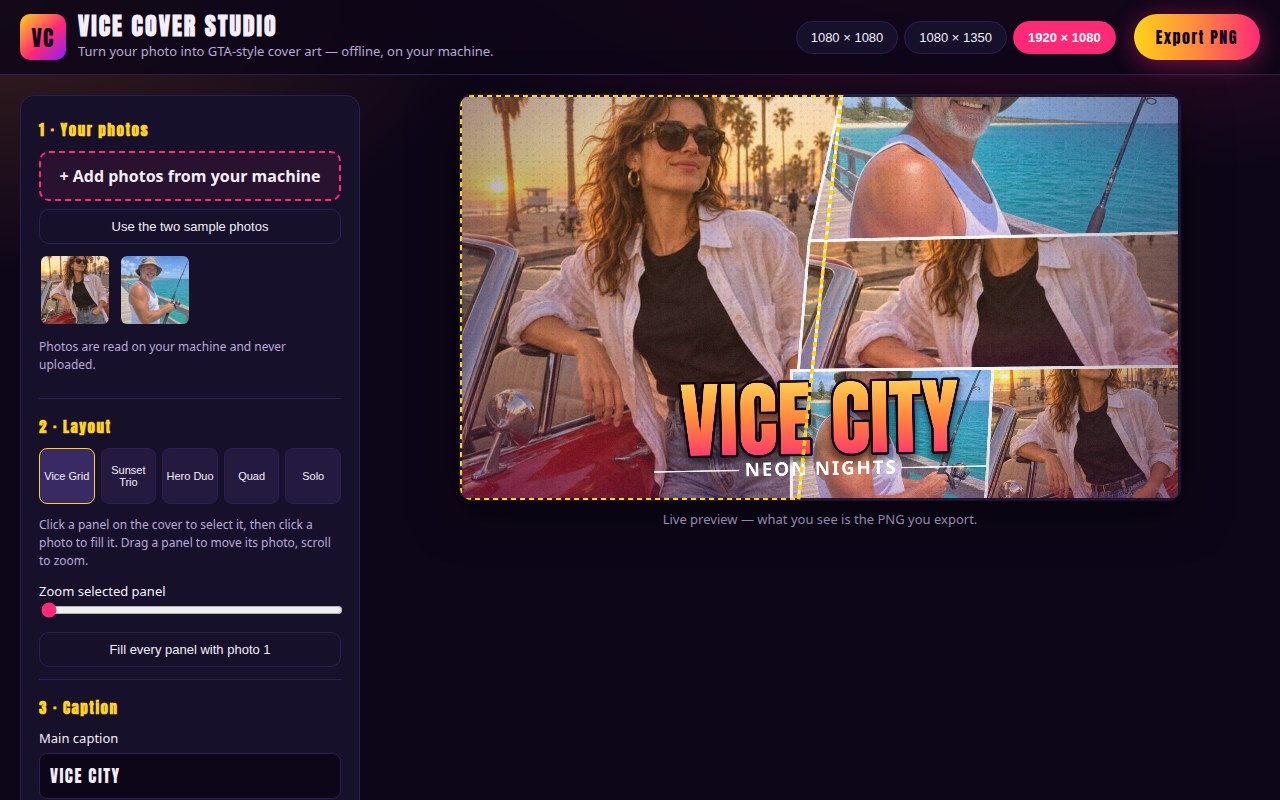 VC
VICE COVER STUDIO
Turn your photo into GTA-style cover art — offline, on your machine.
1080 × 1080
1080 × 1350
1920 × 1080
Export PNG
1 · Your photos
+ Add photos from your machine
Use the two sample photos
Photos are read on your machine and never
uploaded.
2 · Layout
Vice Grid
Sunset
Trio
Hero Duo
Quad
Solo
Click a panel on the cover to select it, then click a
photo to fill it. Drag a panel to move its photo, scroll
to zoom.
Zoom selected panel
Fill every panel with photo 1
3 · Caption
Main caption
VICE CITY
VICE CITY
NEON NIGHTS
Live preview — what you see is the PNG you export.